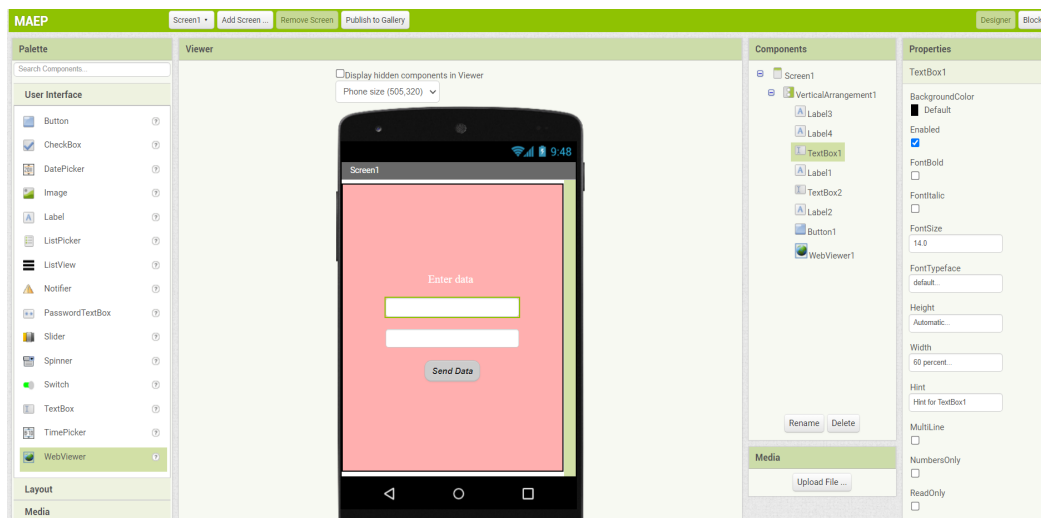 MAEP
Screen1
Add Screen ...
Remove Screen
Publish to Gallery
Designer
Block
Palette
Search Components...
User Interface
Button
?
CheckBox
?
DatePicker
?
Image
?
Label
?
ListPicker
?
ListView
?
Notifier
?
PasswordTextBox
?
Slider
?
Spinner
?
Switch
?
TextBox
?
TimePicker
?
WebViewer
?
Layout
Media
Viewer
Display hidden components in Viewer
Phone size (505,320)
9:48
Screen1
Enter data
Send Data
Components
Screen1
VerticalArrangement1
A Label3
A Label4
TextBox1
A Label1
TextBox2
A Label2
Button1
WebViewer1
Rename
Delete
Media
Upload File ...
Properties
TextBox1
BackgroundColor
Default
Enabled
FontBold
FontItalic
FontSize
14.0
FontTypeface
default...
Height
Automatic...
Width
60 percent...
Hint
Hint for TextBox1
MultiLine
NumbersOnly
ReadOnly